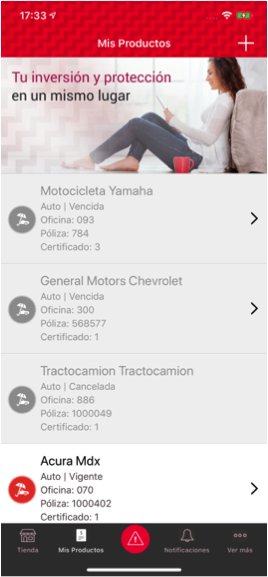 17:33
Mis Productos
Tu inversión y protección
en un mismo lugar
Motocicleta Yamaha
Auto | Vencida
Oficina: 093
Póliza: 784
Certificado: 3
General Motors Chevrolet
Auto | Vencida
Oficina: 300
Póliza: 568577
Certificado: 1
Tractocamion Tractocamion
Auto | Cancelada
Oficina: 886
Póliza: 1000049
Certificado: 1
Acura Mdx
Auto | Vigente
Oficina: 070
Póliza: 1000402
Certificado: 1
Tienda
Mis Productos
Notificaciones
Ver más